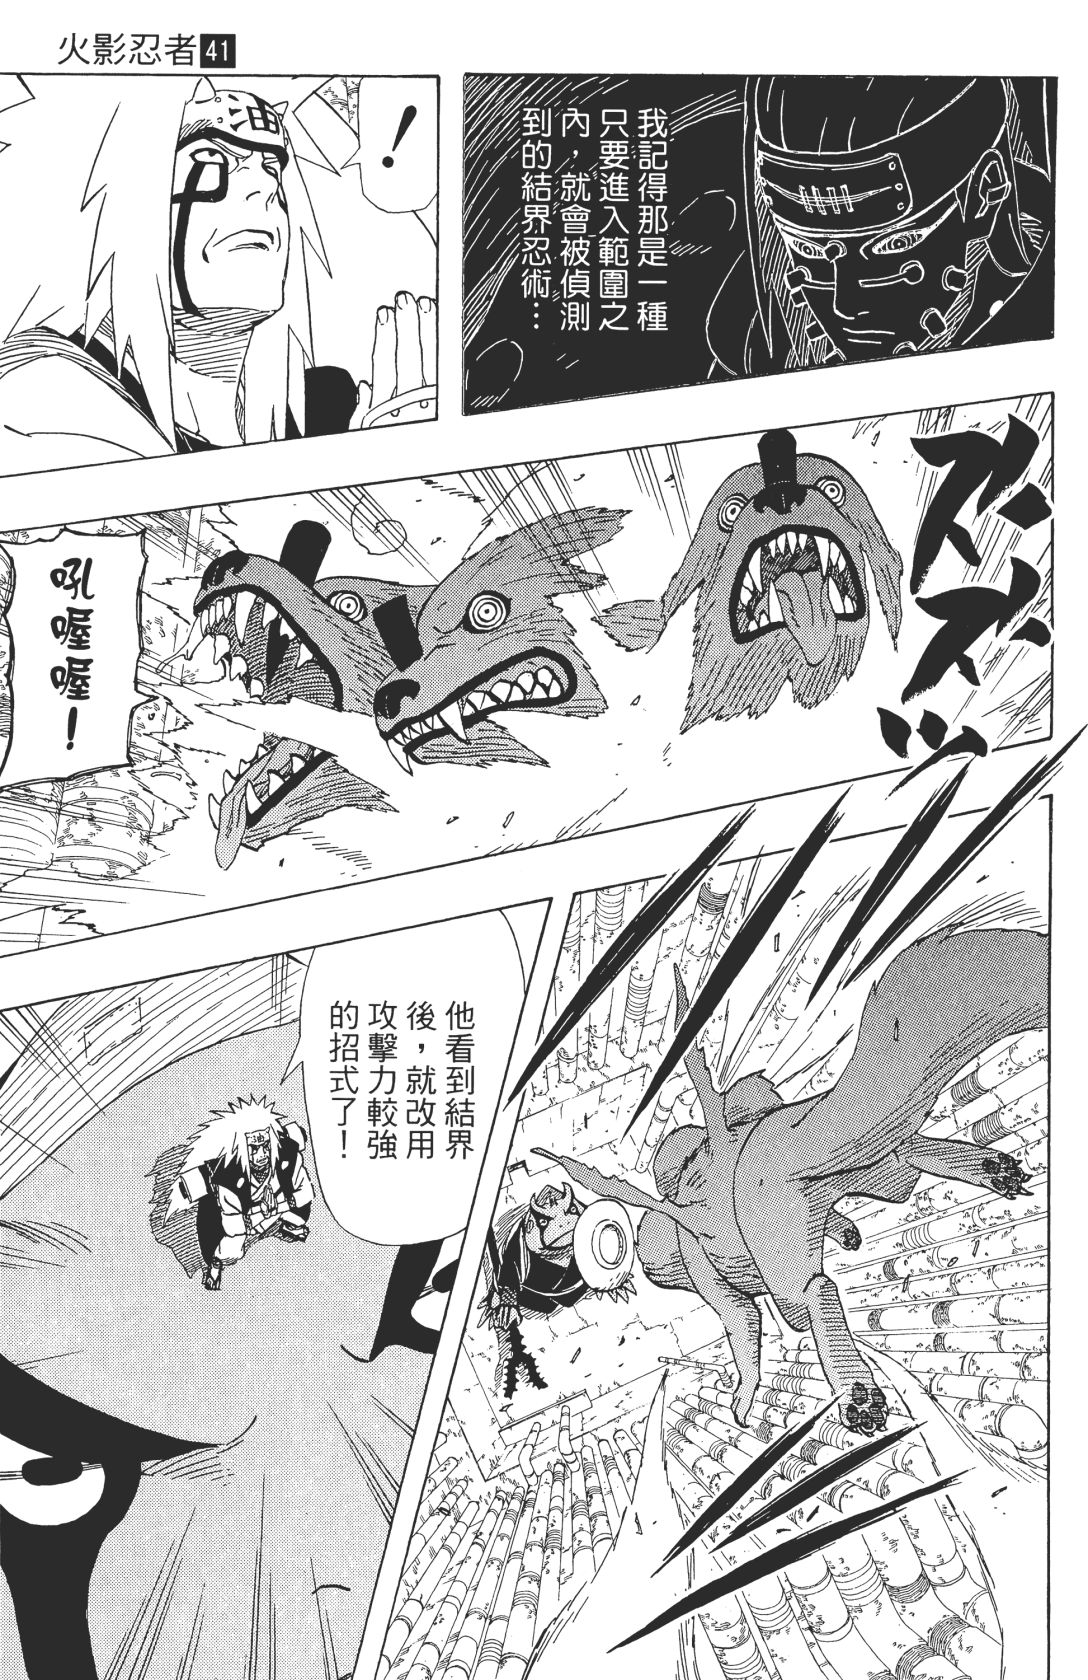 火影忍者41
我記得那是一種
只要進入範圍之
內，就會被偵測
到的結界忍術…
！
油
ズズッ
吼喔喔！
他看到結界
後，就改用
攻擊力較強
的招式了！